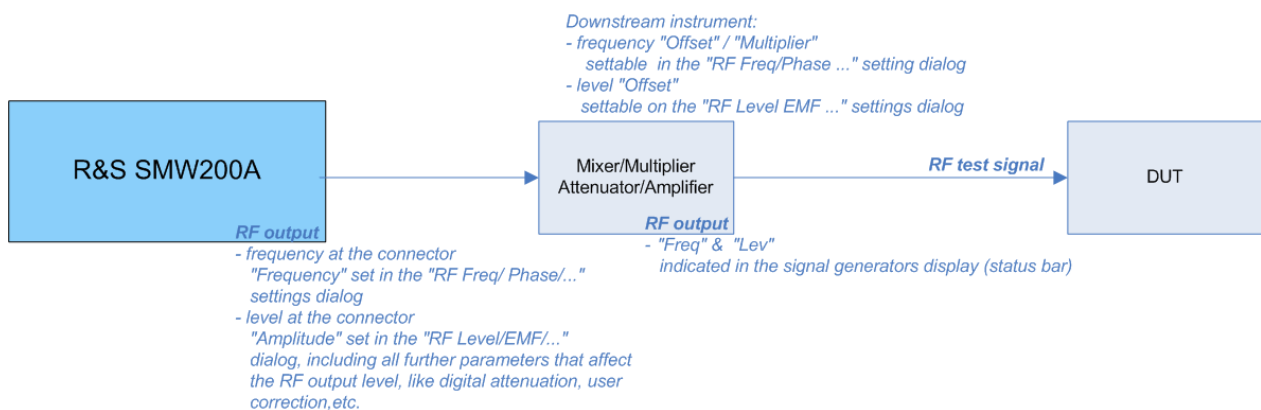 Downstream instrument:
- frequency "Offset" / "Multiplier"
settable in the "RF Freq/Phase ..." setting dialog
- level "Offset"
settable on the "RF Level EMF ..." settings dialog
R&S SMW200A
Mixer/Multiplier
Attenuator/Amplifier
RF test signal
DUT
RF output
- frequency at the connector
"Frequency" set in the "RF Freq/ Phase/..."
settings dialog
- level at the connector
"Amplitude" set in the "RF Level/EMF/..."
dialog, including all further parameters that affect
the RF output level, like digital attenuation, user
correction,etc.
RF output
- "Freq" & "Lev"
indicated in the signal generators display (status bar)